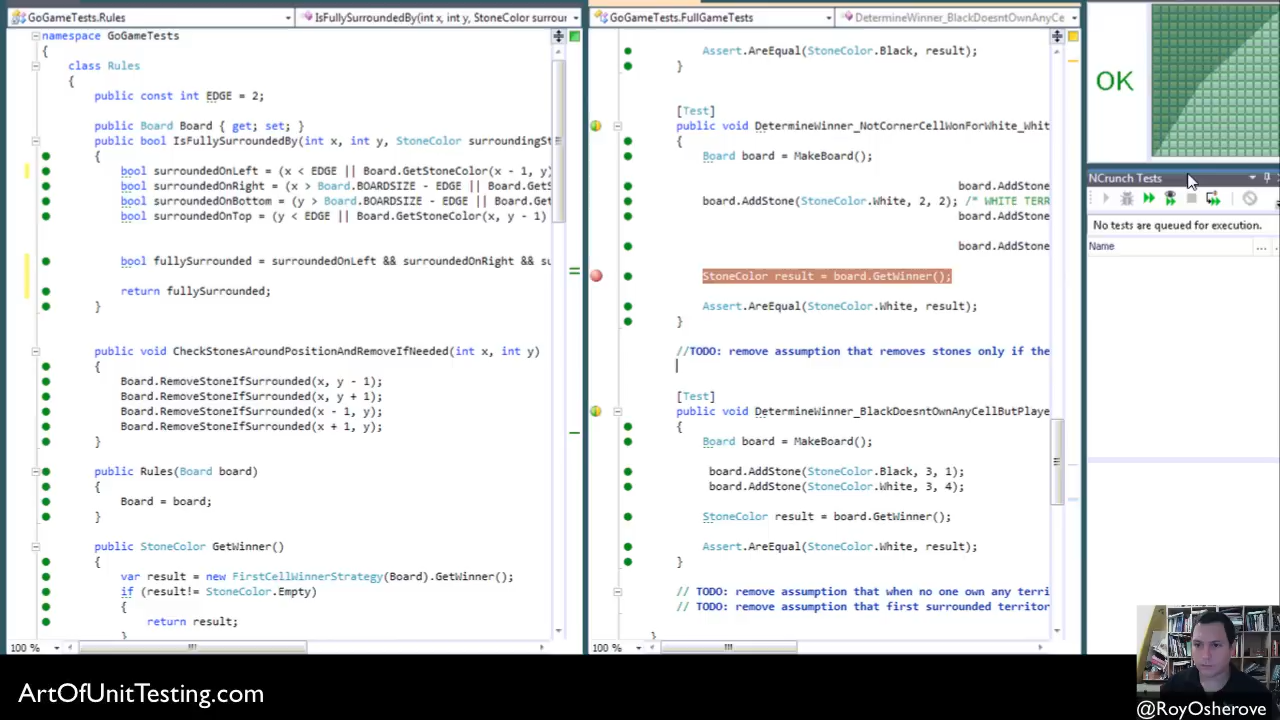 GoGameTests.Rules
IsFullySurroundedBy(int x, int y, StoneColor surrour
namespace GoGameTests
{
class Rules
{
public const int EDGE = 2;
public Board Board { get; set; }
public bool IsFullySurroundedBy(int x, int y, StoneColor surroundingSt
{
bool surroundedOnLeft = (x < EDGE || Board.GetStoneColor(x - 1, y)
bool surroundedOnRight = (x > Board.BOARDSIZE - EDGE || Board.GetS
bool surroundedOnBottom = (y > Board.BOARDSIZE - EDGE || Board.Get
bool surroundedOnTop = (y < EDGE || Board.GetStoneColor(x, y - 1)
bool fullySurrounded = surroundedOnLeft && surroundedOnRight && su
return fullySurrounded;
}
public void CheckStonesAroundPositionAndRemoveIfNeeded(int x, int y)
{
Board.RemoveStoneIfSurrounded(x, y - 1);
Board.RemoveStoneIfSurrounded(x, y + 1);
Board.RemoveStoneIfSurrounded(x - 1, y);
Board.RemoveStoneIfSurrounded(x + 1, y);
}
public Rules(Board board)
{
Board = board;
}
public StoneColor GetWinner()
{
var result = new FirstCellWinnerStrategy(Board).GetWinner();
if (result!= StoneColor.Empty)
{
return result;
}
100 %
GoGameTests.FullGameTests
DetermineWinner_BlackDoesntOwnAnyCe
Assert.AreEqual(StoneColor.Black, result);
}
[Test]
public void DetermineWinner_NotCornerCellWonForWhite_Whit
{
Board board = MakeBoard();
board.AddStone
board.AddStone(StoneColor.White, 2, 2); /* WHITE TERR
board.AddStone
board.AddStone
StoneColor result = board.GetWinner();
Assert.AreEqual(StoneColor.White, result);
}
//TODO: remove assumption that removes stones only if the
[Test]
public void DetermineWinner_BlackDoesntOwnAnyCellButPlaye
{
Board board = MakeBoard();
board.AddStone(StoneColor.Black, 3, 1);
board.AddStone(StoneColor.White, 3, 4);
StoneColor result = board.GetWinner();
Assert.AreEqual(StoneColor.White, result);
}
// TODO: remove assumption that when no one own any terri
// TODO: remove assumption that first surrounded territor
}
100 %
OK
NCrunch Tests
No tests are queued for execution.
Name
...
ArtOfUnitTesting.com
@RoyOsherove